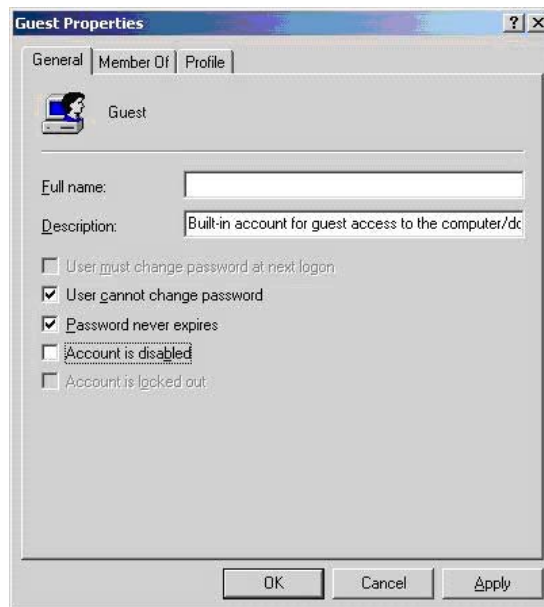 Guest Properties
General Member Of Profile
Guest
Full name:
Description: Built-in account for guest access to the computer/dc
User must change password at next logon
User cannot change password
Password never expires
Account is disabled
Account is locked out
OK Cancel Apply